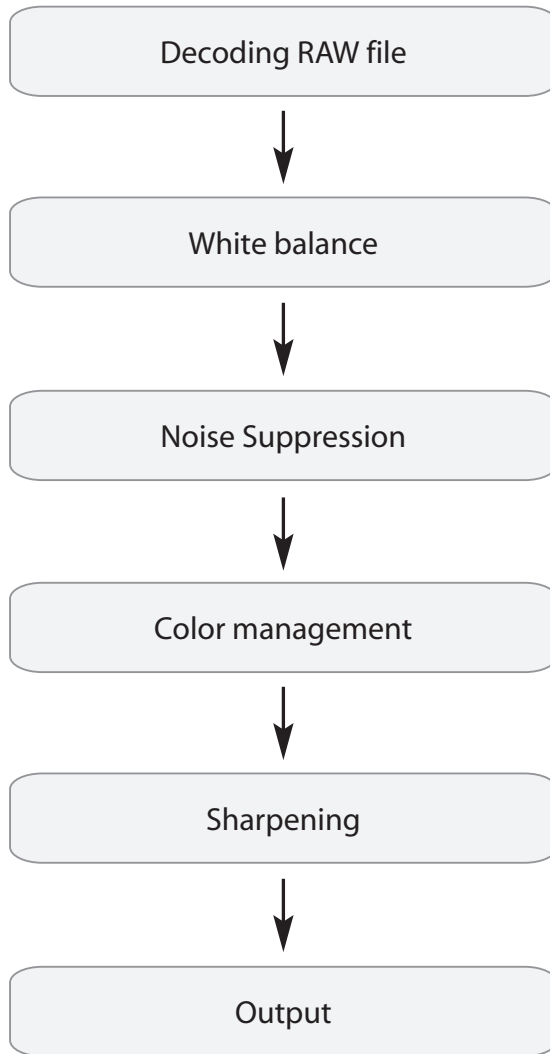 Decoding RAW file
White balance
Noise Suppression
Color management
Sharpening
Output